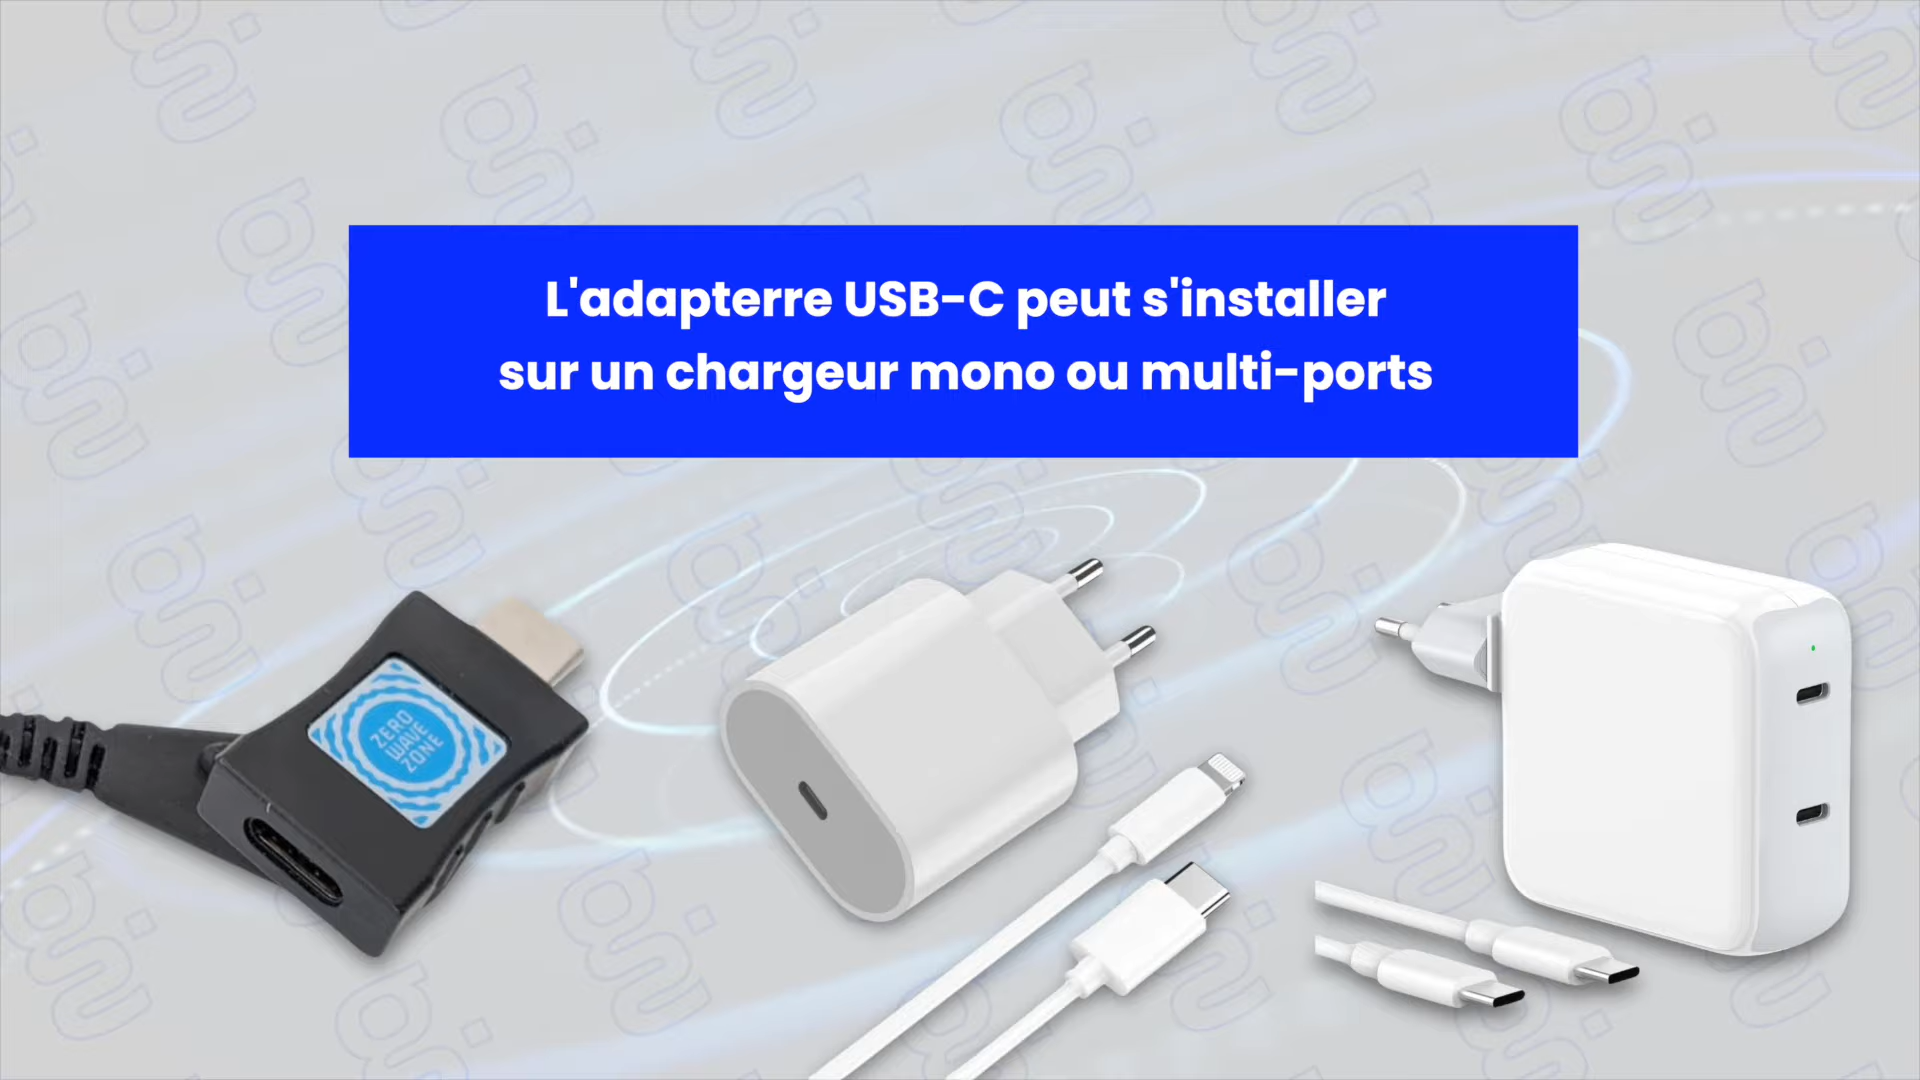 L'adapterre USB-C peut s'installer
sur un chargeur mono ou multi-ports
ZERO
WAVE
ZONE